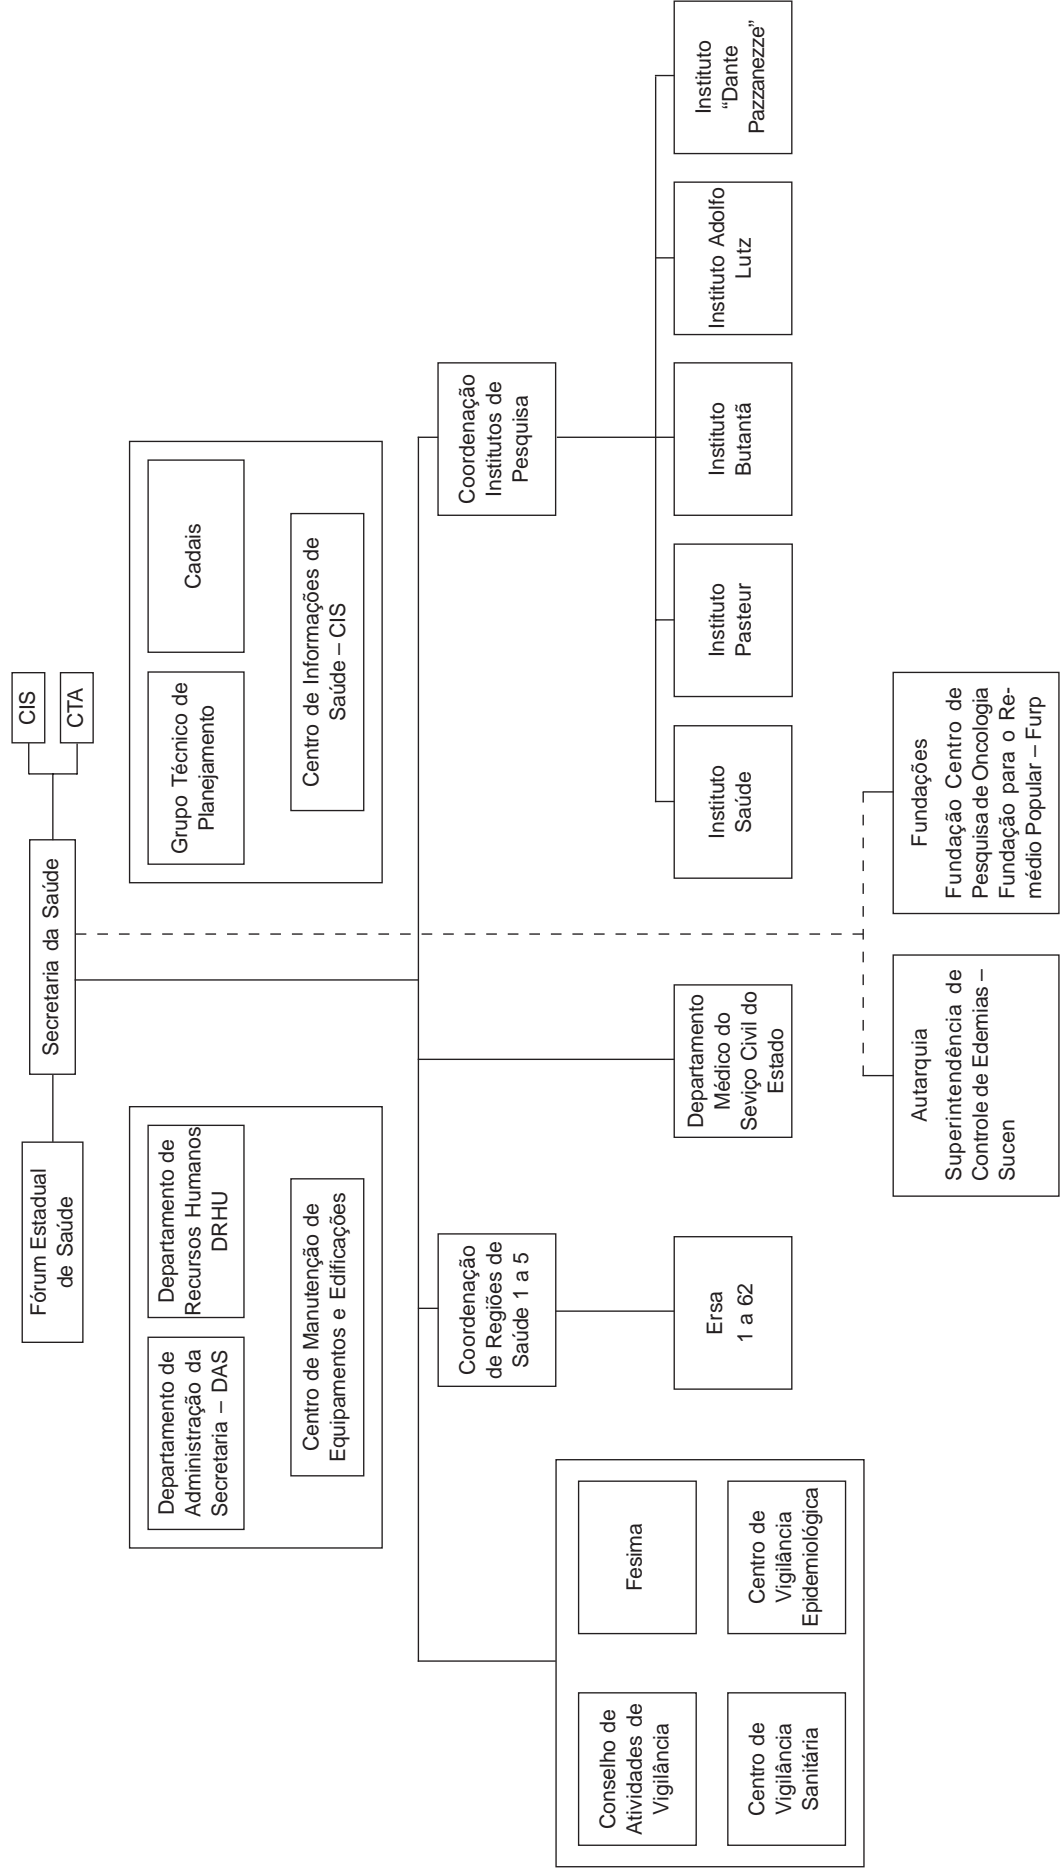 Fórum Estadual
de Saúde
Secretaria da Saúde
CIS
CTA
Departamento de
Administração da
Secretaria – DAS
Departamento de
Recursos Humanos
DRHU
Centro de Manutenção de
Equipamentos e Edificações
Grupo Técnico de
Planejamento
Cadais
Centro de Informações de
Saúde – CIS
Coordenação
de Regiões de
Saúde 1 a 5
Coordenação
Institutos de
Pesquisa
Conselho de
Atividades de
Vigilância
Fesima
Centro de
Vigilância
Sanitária
Centro de
Vigilância
Epidemiológica
Ersa
1 a 62
Departamento
Médico do
Seviço Civil do
Estado
Instituto
Saúde
Instituto
Pasteur
Instituto
Butantã
Instituto Adolfo
Lutz
Instituto
“Dante
Pazzanezze”
Autarquia
Superintendência de
Controle de Edemias –
Sucen
Fundações
Fundação Centro de
Pesquisa de Oncologia
Fundação para o Re-
médio Popular – Furp